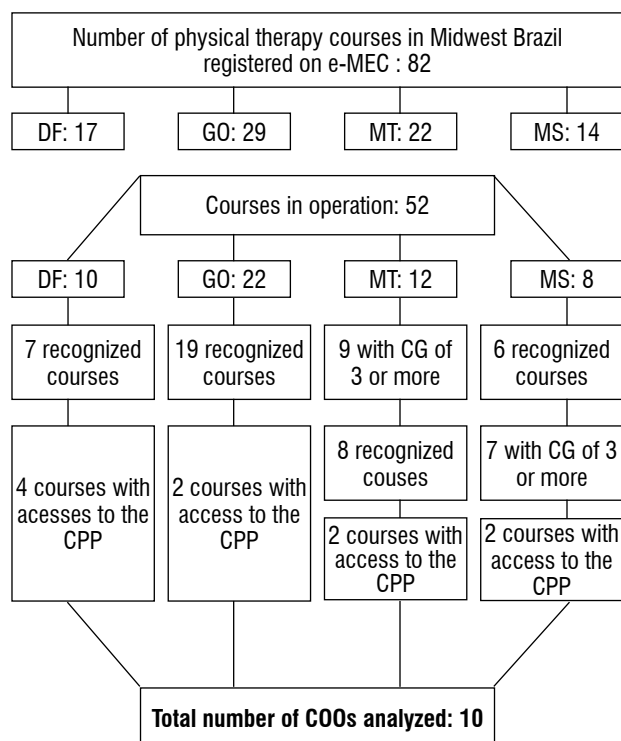 Number of physical therapy courses in Midwest Brazil
registered on e-MEC : 82
DF: 17
GO: 29
MT: 22
MS: 14
Courses in operation: 52
DF: 10
GO: 22
MT: 12
MS: 8
7 recognized
courses
19 recognized
courses
9 with CG of
3 or more
6 recognized
courses
4 courses with
acesses to the
CPP
2 courses with
access to the
CPP
8 recognized
couses
7 with CG of 3
or more
2 courses with
access to the
CPP
2 courses with
access to the
CPP
Total number of COOs analyzed: 10